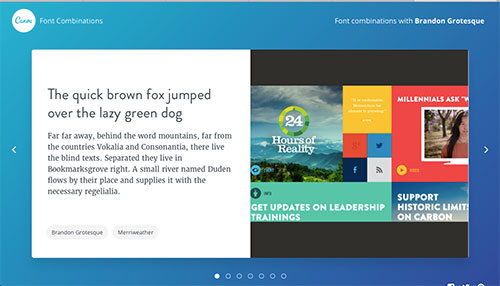 Canva
Font Combinations
Font combinations with Brandon Grotesque
The quick brown fox jumped
over the lazy green dog
Far far away, behind the word mountains, far from
the countries Vokalia and Consonantia, there live
the blind texts. Separated they live in
Bookmarksgrove right. A small river named Duden
flows by their place and supplies it with the
necessary regelialia.
Brandon Grotesque
Merriweather
24
Hours of
Reality
MILLENNIALS ASK "W
GET UPDATES ON LEADERSHIP
TRAININGS
SUPPORT
HISTORIC LIMIT
ON CARBON